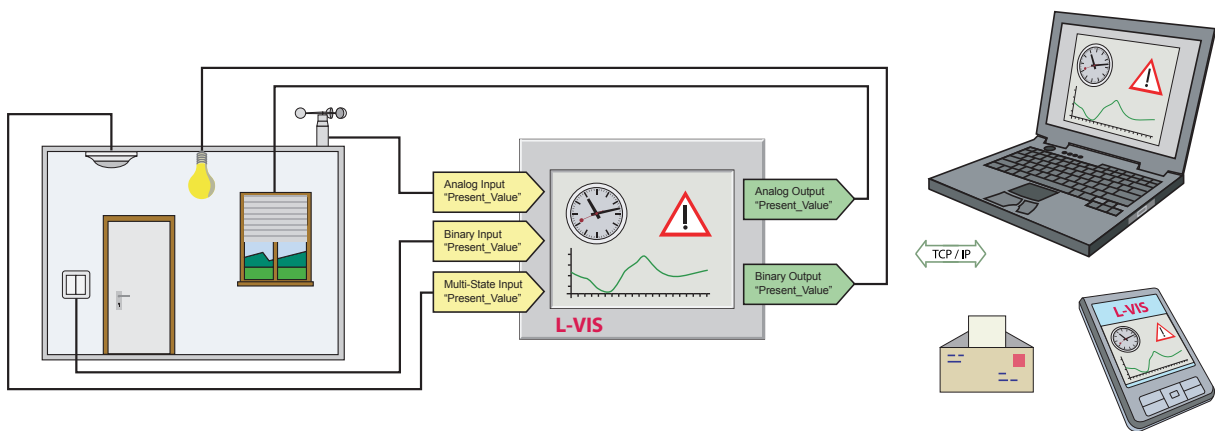 Analog Input
"Present_Value"
Binary Input
"Present_Value"
Multi-State Input
"Present_Value"
L-VIS
Analog Output
"Present_Value"
Binary Output
"Present_Value"
TCP / IP
L-VIS